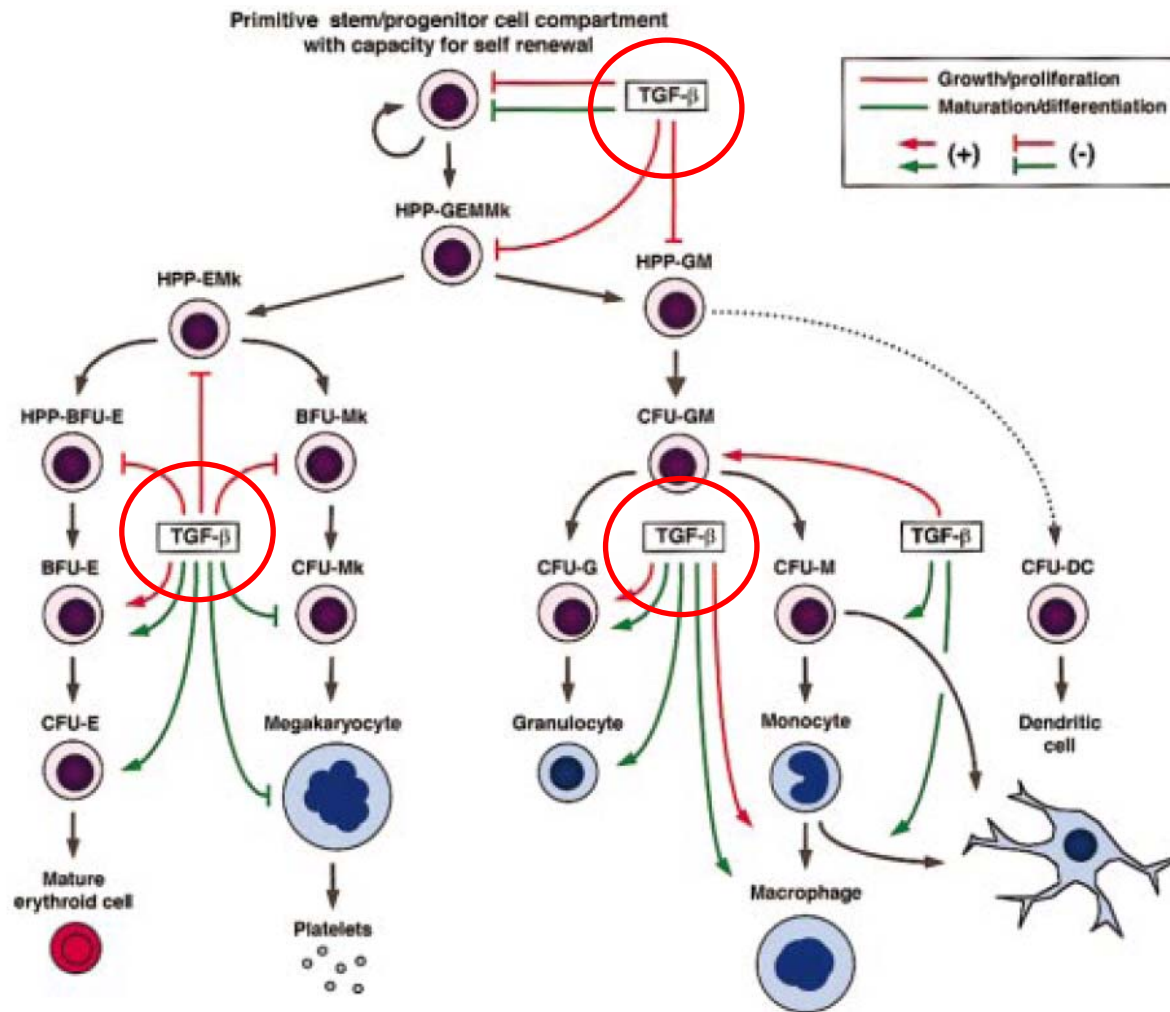 Primitive stem/progenitor cell compartment
with capacity for self renewal
TGF-β
Growth/proliferation
Maturation/differentiation
(+)
(-)
HPP-GEMMk
HPP-EMk
HPP-GM
HPP-BFU-E
BFU-Mk
CFU-GM
TGF-β
TGF-β
TGF-β
BFU-E
CFU-Mk
CFU-G
CFU-M
CFU-DC
CFU-E
Megakaryocyte
Granulocyte
Monocyte
Dendritic
cell
Mature
erythroid cell
Platelets
Macrophage